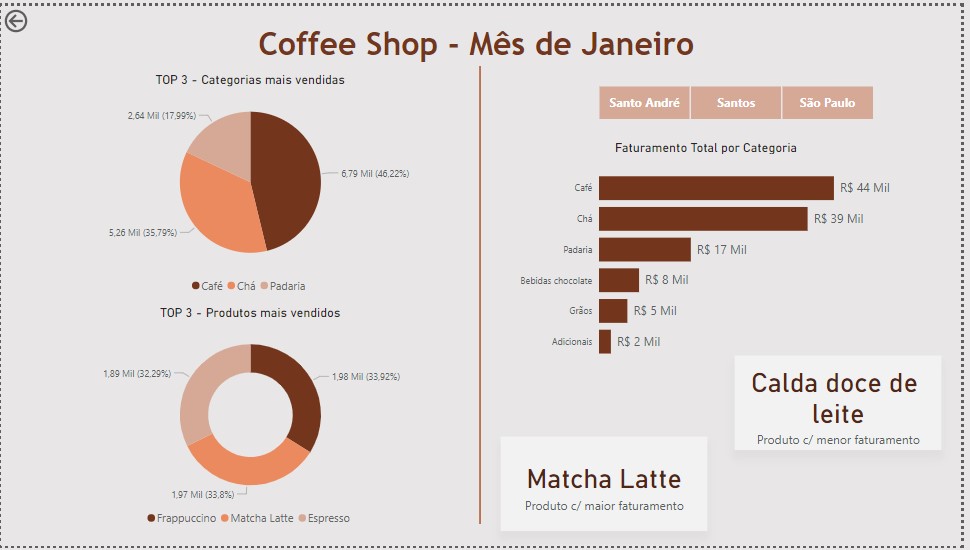 Coffee Shop - Mês de Janeiro
TOP 3 - Categorias mais vendidas
2,64 Mil (17,99%)
6,79 Mil (46,22%)
5,26 Mil (35,79%)
Café Chá Padaria
TOP 3 - Produtos mais vendidos
1,89 Mil (32,29%)
1,98 Mil (33,92%)
1,97 Mil (33,8%)
Frappuccino Matcha Latte Espresso
Santo André Santos São Paulo
Faturamento Total por Categoria
Café R$ 44 Mil
Chá R$ 39 Mil
Padaria R$ 17 Mil
Bebidas chocolate R$ 8 Mil
Grãos R$ 5 Mil
Adicionais R$ 2 Mil
Calda doce de
leite
Produto c/ menor faturamento
Matcha Latte
Produto c/ maior faturamento